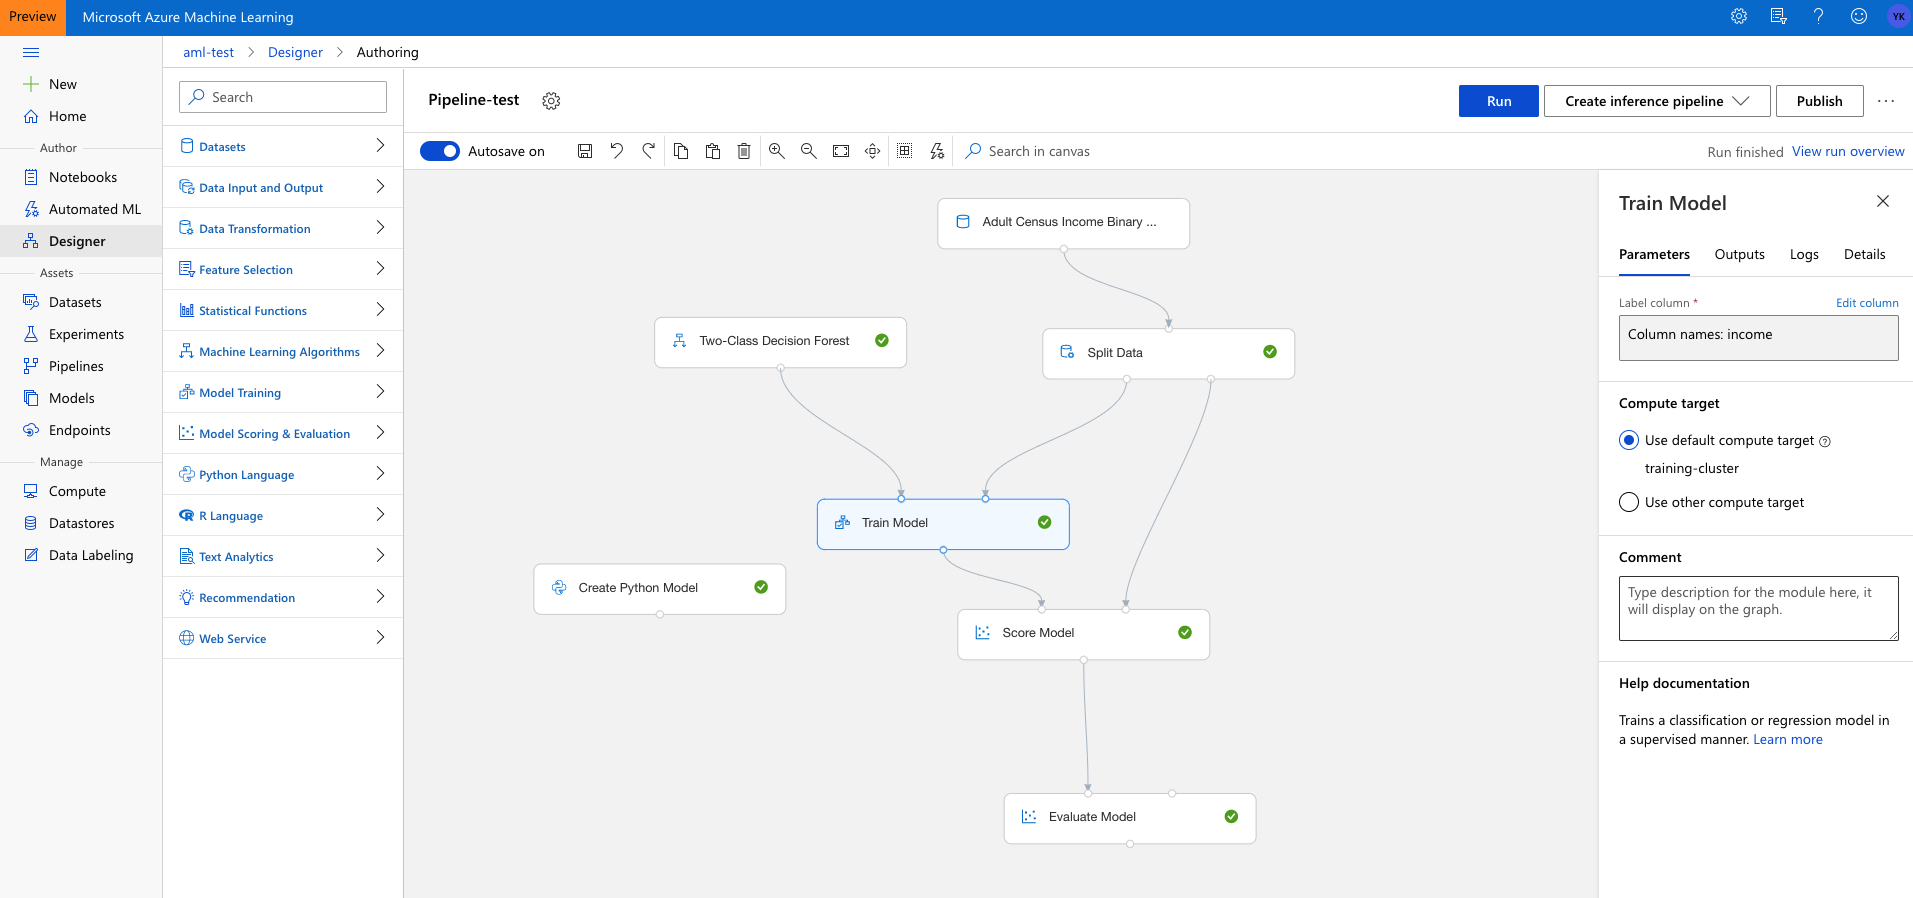 Preview
Microsoft Azure Machine Learning
YK
aml-test > Designer > Authoring
New
Home
Author
Notebooks
Automated ML
Designer
Assets
Datasets
Experiments
Pipelines
Models
Endpoints
Manage
Compute
Datastores
Data Labeling
Search
Datasets
Data Input and Output
Data Transformation
Feature Selection
Statistical Functions
Machine Learning Algorithms
Model Training
Model Scoring & Evaluation
Python Language
R Language
Text Analytics
Recommendation
Web Service
Pipeline-test
Run
Create inference pipeline
Publish
Autosave on
Search in canvas
Run finished View run overview
Adult Census Income Binary ...
Two-Class Decision Forest
Split Data
Train Model
Create Python Model
Score Model
Evaluate Model
Train Model
Parameters Outputs Logs Details
Label column * Edit column
Column names: income
Compute target
Use default compute target
training-cluster
Use other compute target
Comment
Type description for the module here, it
will display on the graph.
Help documentation
Trains a classification or regression model in
a supervised manner. Learn more